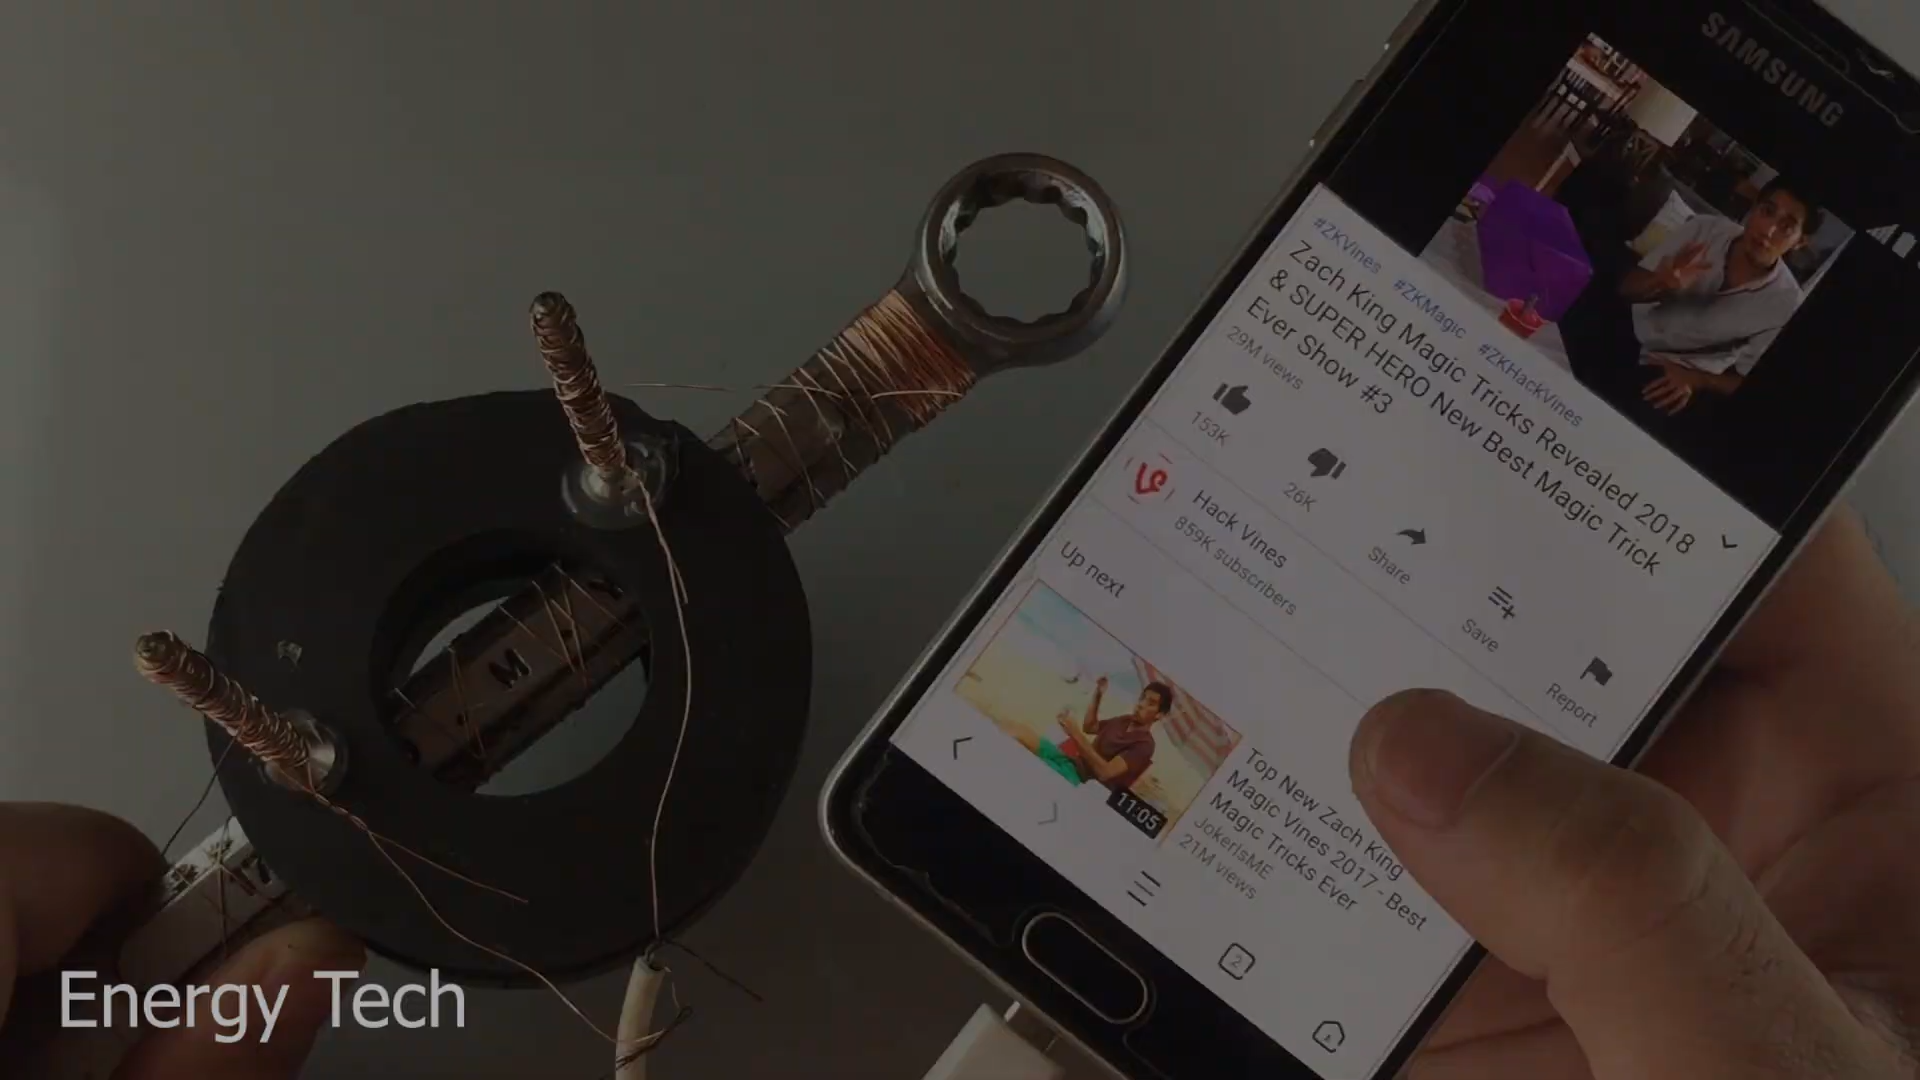 SAMSUNG
#ZKVines #ZKMagic #ZKHackVines
Zach King Magic Tricks Revealed 2018
& SUPER HERO New Best Magic Trick
Ever Show #3
29M views
153K
26K
Share
Save
Report
Hack Vines
859K subscribers
Up next
11:05
Top New Zach King
Magic Vines 2017 - Best
Magic Tricks Ever
JokerIsME
21M views
2
M
Energy Tech